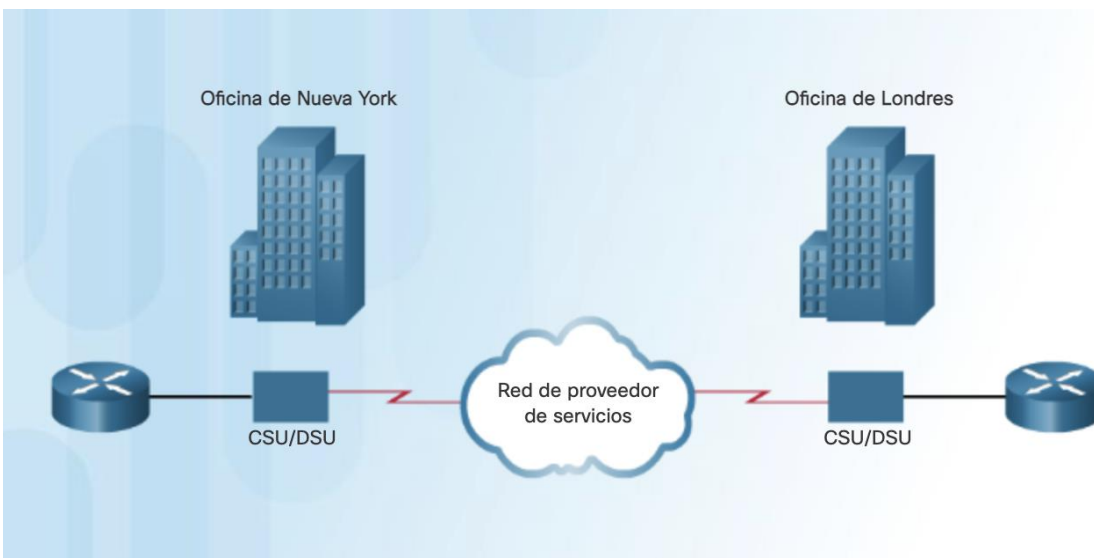 Oficina de Nueva York
Oficina de Londres
Red de proveedor
de servicios
CSU/DSU
CSU/DSU